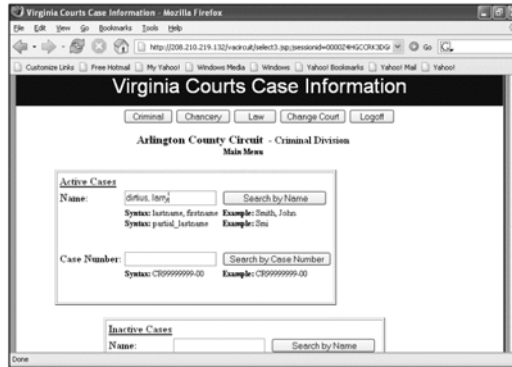 Virginia Courts Case Information - Mozilla Firefox
File Edit View Go Bookmarks Tools Help
Go
Customize Links Free Hotmail My Yahoo! Windows Media Windows Yahoo! Bookmarks Yahoo! Mail Yahoo!
Virginia Courts Case Information
Criminal Chancery Law Change Court Logoff
Arlington County Circuit - Criminal Division
Main Menu
Active Cases
Name: Search by Name
Syntax: lastname, firstname Example: Smith, John
Syntax: partial_lastname Example: Smi
Case Number: Search by Case Number
Syntax: CR99999999-00 Example: CR99999999-00
Inactive Cases
Name: Search by Name
Done